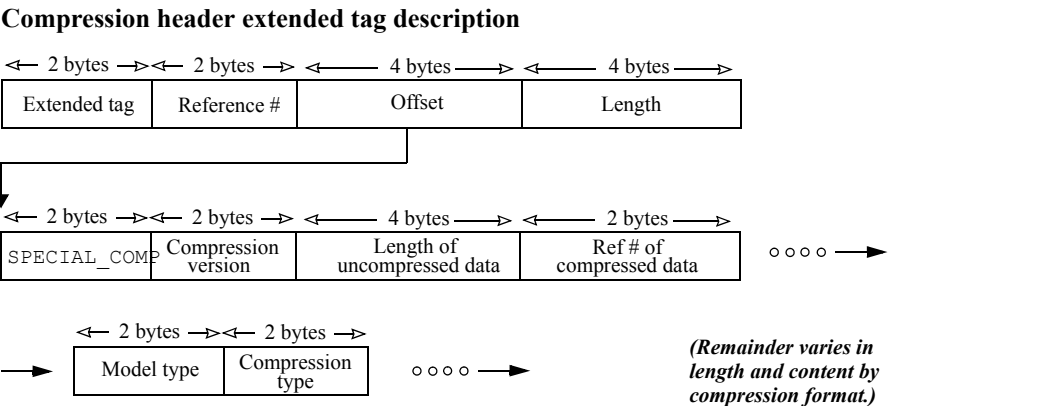 Compression header extended tag description
2 bytes 2 bytes 4 bytes 4 bytes
Extended tag Reference # Offset Length
2 bytes 2 bytes 4 bytes 2 bytes
SPECIAL_COMP Compression version Length of uncompressed data Ref # of compressed data
2 bytes 2 bytes
Model type Compression type
(Remainder varies in
length and content by
compression format.)